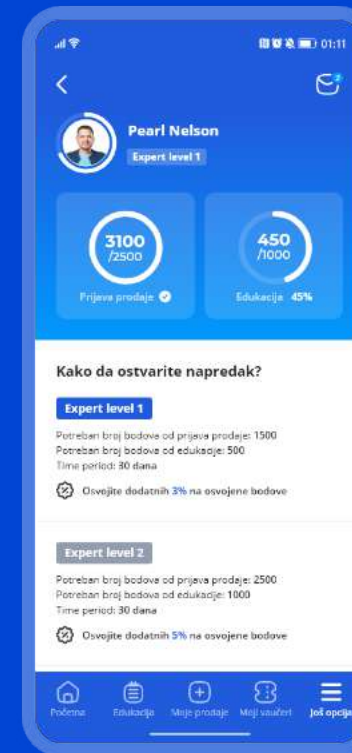 01:11
2
Pearl Nelson
Expert level 1
3100
/2500
Prijava prodaje
450
/1000
Edukacija 45%
Kako da ostvarite napredak?
Expert level 1
Potreban broj bodova od prijava prodaje: 1500
Potreban broj bodova od edukacije: 500
Time period: 30 dana
Osvojite dodatnih 3% na osvojene bodove
Expert level 2
Potreban broj bodova od prijava prodaje: 2500
Potreban broj bodova od edukacije: 1000
Time period: 30 dana
Osvojite dodatnih 5% na osvojene bodove
Početna Edukacija Moje prodaje Moji vaučeri Još opcija